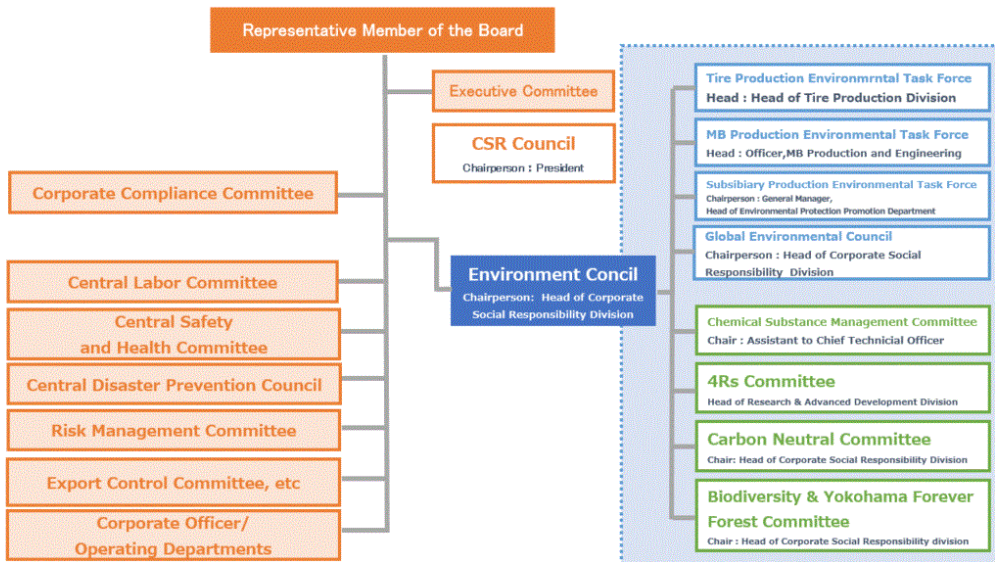 Representative Member of the Board
Executive Committee
CSR Council
Chairperson : President
Corporate Compliance Committee
Central Labor Committee
Central Safety
and Health Committee
Central Disaster Prevention Council
Risk Management Committee
Export Control Committee, etc
Corporate Officer/
Operating Departments
Environment Concil
Chairperson: Head of Corporate
Social Responsibility Division
Tire Production Environmrntal Task Force
Head : Head of Tire Production Division
MB Production Environmental Task Force
Head : Officer,MB Production and Engineering
Subsibiary Production Environmental Task Force
Chairperson : General Manager,
Head of Environmental Protection Promotion Department
Global Environmental Council
Chairperson : Head of Corporate Social
Responsibility Division
Chemical Substance Management Committee
Chair : Assistant to Chief Technicial Officer
4Rs Committee
Head of Research & Advanced Development Division
Carbon Neutral Committee
Chair: Head of Corporate Social Responsibility Division
Biodiversity & Yokohama Forever
Forest Committee
Chair : Head of Corporate Social Responsibility division